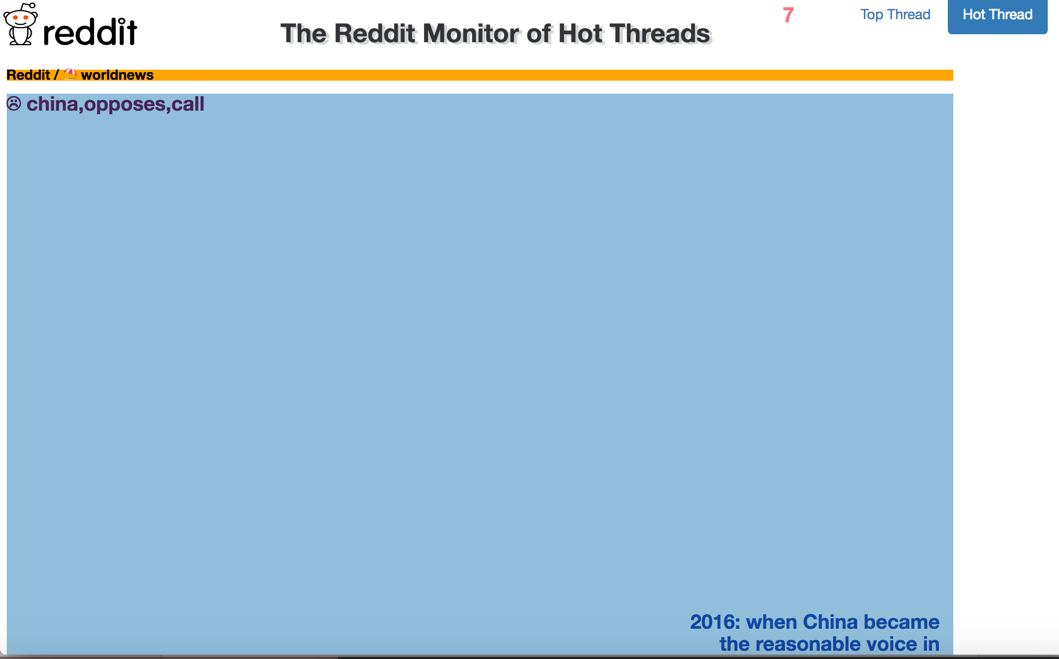 reddit
The Reddit Monitor of Hot Threads
7
Top Thread
Hot Thread
Reddit / worldnews
☹ china,opposes,call
2016: when China became
the reasonable voice in